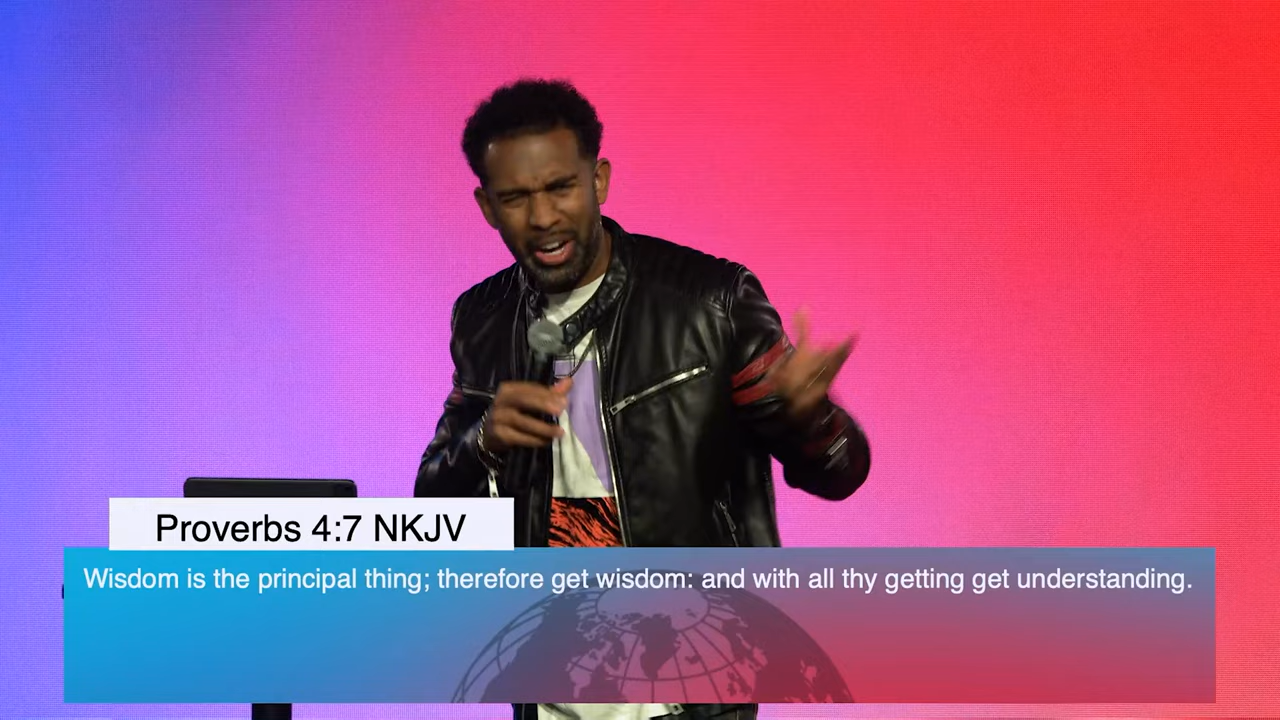 Proverbs 4:7 NKJV
Wisdom is the principal thing; therefore get wisdom: and with all thy getting get understanding.